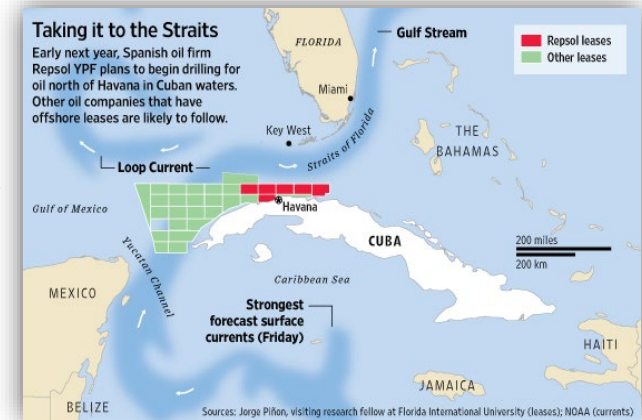 Taking it to the Straits
Early next year, Spanish oil firm
Repsol YPF plans to begin drilling for
oil north of Havana in Cuban waters.
Other oil companies that have
offshore leases are likely to follow.
FLORIDA
Gulf Stream
Repsol leases
Other leases
Miami
Key West
Straits of Florida
THE
BAHAMAS
Loop Current
Gulf of Mexico
Havana
CUBA
200 miles
200 km
Yucatan Channel
Caribbean Sea
MEXICO
Strongest
forecast surface
currents (Friday)
HAITI
JAMAICA
BELIZE
Sources: Jorge Piñon, visiting research fellow at Florida International University (leases); NOAA (currents)